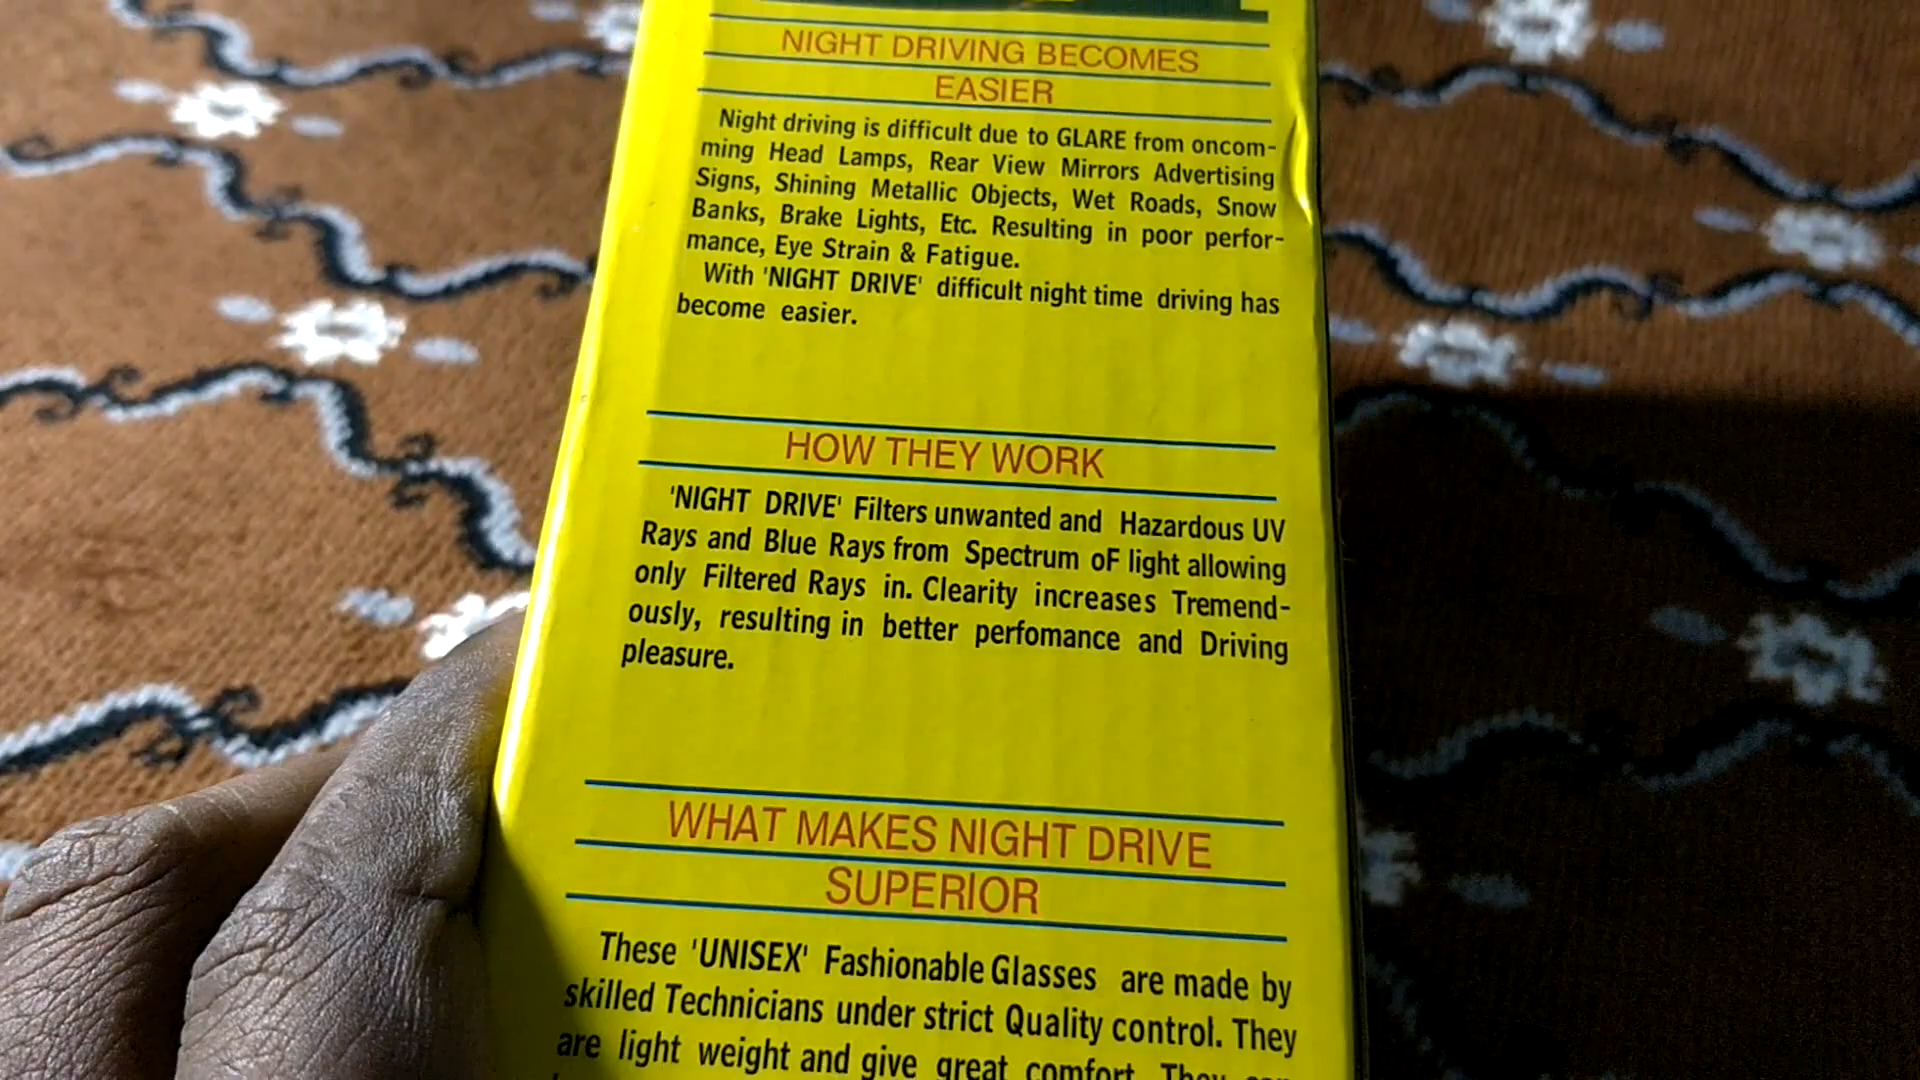 NIGHT DRIVING BECOMES
EASIER
Night driving is difficult due to GLARE from oncom-
ming Head Lamps, Rear View Mirrors Advertising
Signs, Shining Metallic Objects, Wet Roads, Snow
Banks, Brake Lights, Etc. Resulting in poor perfor-
mance, Eye Strain & Fatigue.
With 'NIGHT DRIVE' difficult night time driving has
become easier.
HOW THEY WORK
'NIGHT DRIVE' Filters unwanted and Hazardous UV
Rays and Blue Rays from Spectrum oF light allowing
only Filtered Rays in. Clearity increases Tremend-
ously, resulting in better perfomance and Driving
pleasure.
WHAT MAKES NIGHT DRIVE
SUPERIOR
These 'UNISEX' Fashionable Glasses are made by
skilled Technicians under strict Quality control. They
are light weight and give great comfort. They can